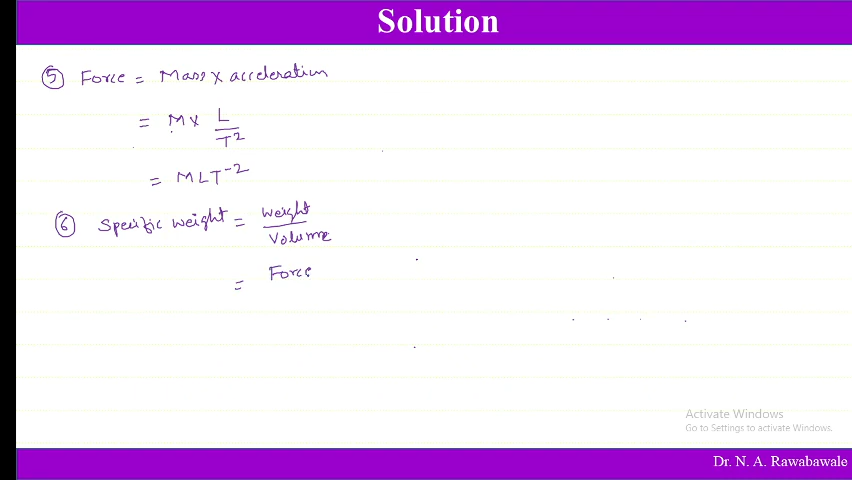 Solution
⑤ Force = Mass x acceleration
= M x L/T²
= MLT⁻²
⑥ Specific weight = Weight/Volume
= Force
Activate Windows
Go to Settings to activate Windows.
Dr. N. A. Rawabawale